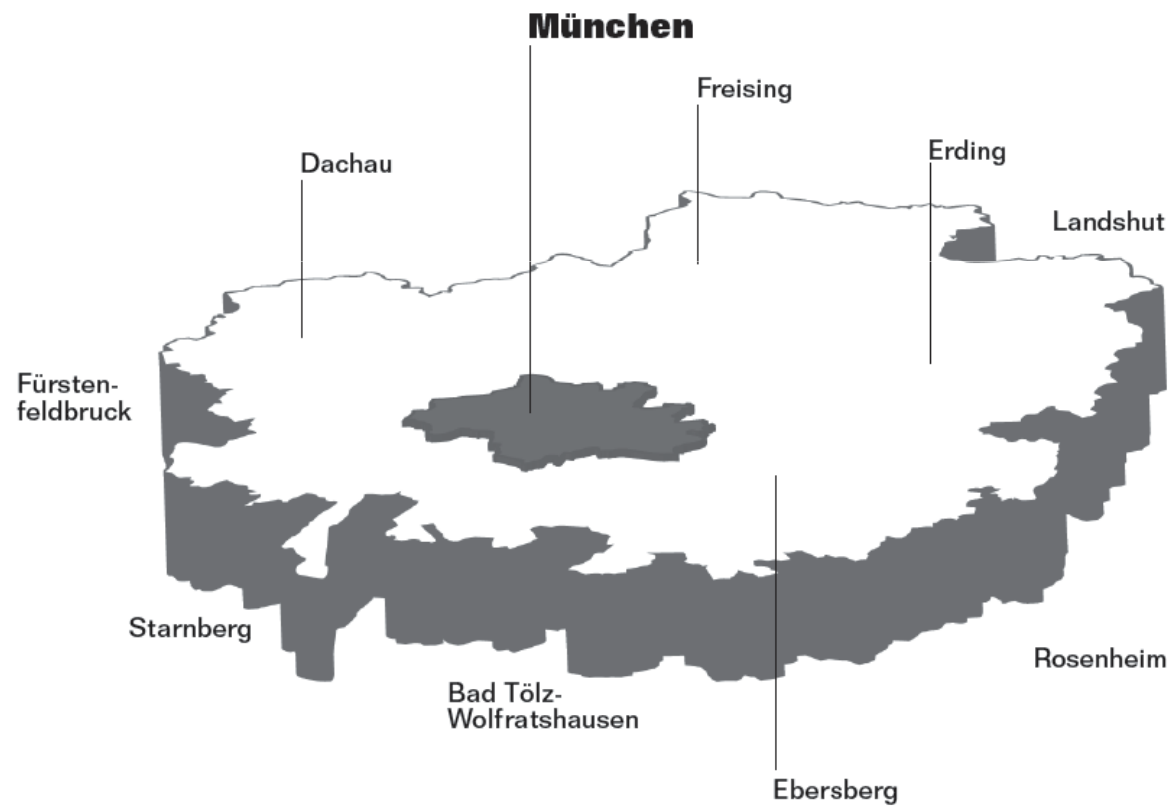 München
Freising
Erding
Dachau
Landshut
Fürsten-
feldbruck
Starnberg
Rosenheim
Bad Tölz-
Wolfratshausen
Ebersberg